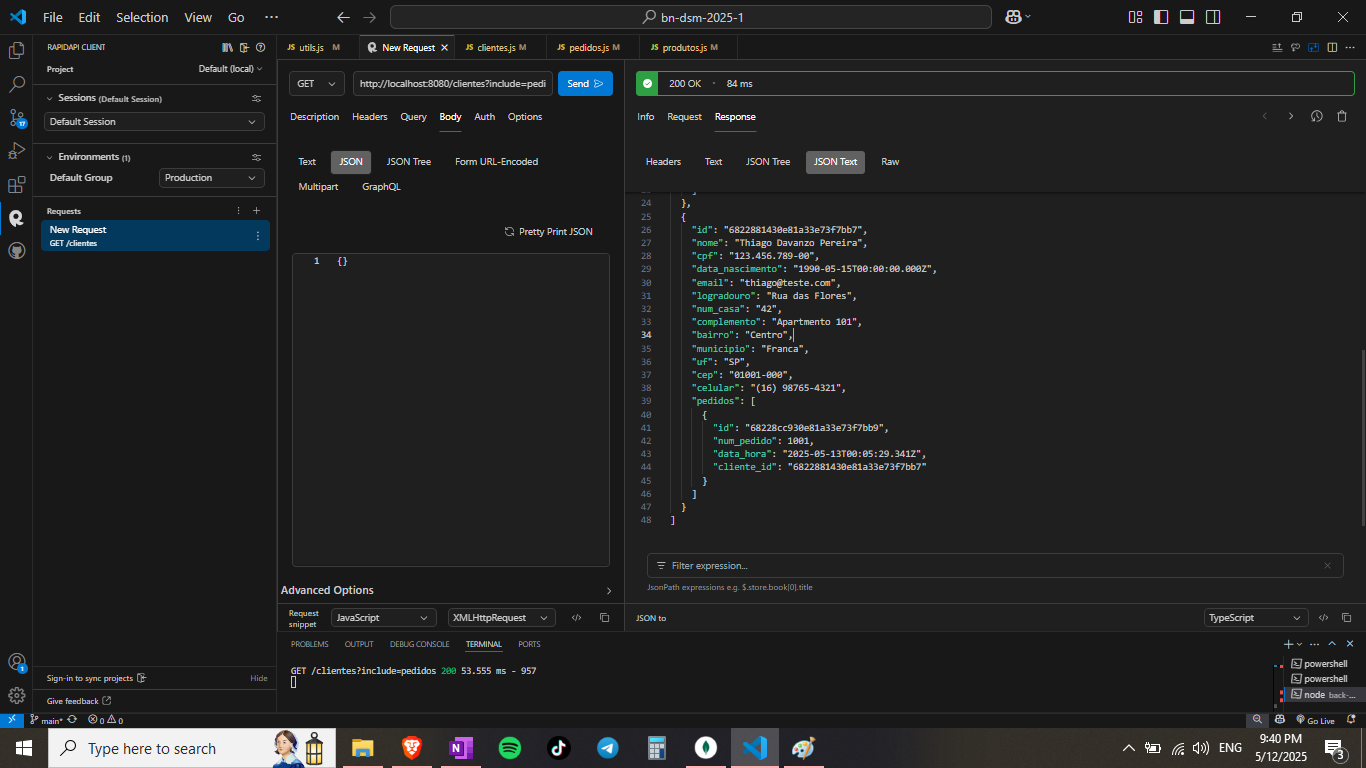 File Edit Selection View Go ··· bn-dsm-2025-1
RAPIDAPI CLIENT
Project Default (local)
Sessions (Default Session)
Default Session
Environments (1)
Default Group Production
Requests
New Request
GET /clientes
17
1
Sign-in to sync projects Hide
Give feedback
JS utils.js M New Request JS clientes.js M JS pedidos.js M JS produtos.js M
GET http://localhost:8080/clientes?include=pedi Send
Description Headers Query Body Auth Options
Text JSON JSON Tree Form URL-Encoded
Multipart GraphQL
Pretty Print JSON
1 {}
Advanced Options
Request snippet JavaScript XMLHttpRequest
200 OK · 84 ms
Info Request Response
Headers Text JSON Tree JSON Text Raw
24 },
25 {
26 "id": "6822881430e81a33e73f7bb7",
27 "nome": "Thiago Davanzo Pereira",
28 "cpf": "123.456.789-00",
29 "data_nascimento": "1990-05-15T00:00:00.000Z",
30 "email": "thiago@teste.com",
31 "logradouro": "Rua das Flores",
32 "num_casa": "42",
33 "complemento": "Apartmento 101",
34 "bairro": "Centro",
35 "municipio": "Franca",
36 "uf": "SP",
37 "cep": "01001-000",
38 "celular": "(16) 98765-4321",
39 "pedidos": [
40 {
41 "id": "68228cc930e81a33e73f7bb9",
42 "num_pedido": 1001,
43 "data_hora": "2025-05-13T00:05:29.341Z",
44 "cliente_id": "6822881430e81a33e73f7bb7"
45 }
46 ]
47 }
48 ]
Filter expression...
JsonPath expressions e.g. $.store.book[0].title
JSON to TypeScript
PROBLEMS OUTPUT DEBUG CONSOLE TERMINAL PORTS
GET /clientes?include=pedidos 200 53.555 ms - 957
powershell
powershell
node back-...
main* 0 0 Go Live
Type here to search ENG 9:40 PM
5/12/2025
3